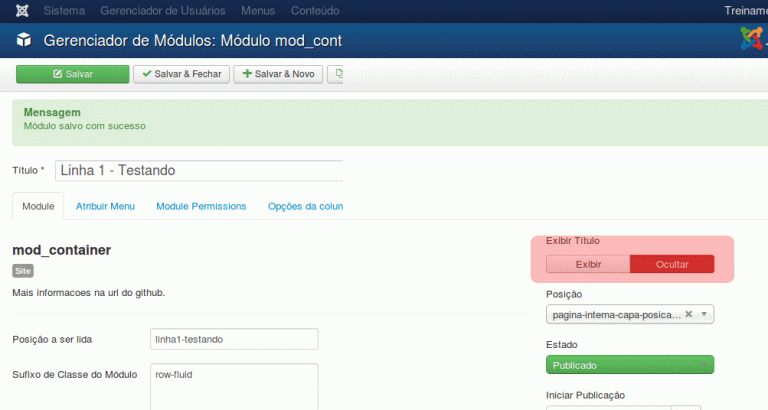 Sistema Gerenciador de Usuários Menus Conteúdo Treiname
Gerenciador de Módulos: Módulo mod_cont
Salvar Salvar & Fechar Salvar & Novo
Mensagem
Módulo salvo com sucesso
Título * Linha 1 - Testando
Module Atribuir Menu Module Permissions Opções da colun
mod_container
Site
Mais informacoes na url do github.
Posição a ser lida linha1-testando
Sufixo de Classe do Módulo row-fluid
Exibir Título
Exibir Ocultar
Posição
pagina-interna-capa-posica...
Estado
Publicado
Iniciar Publicação